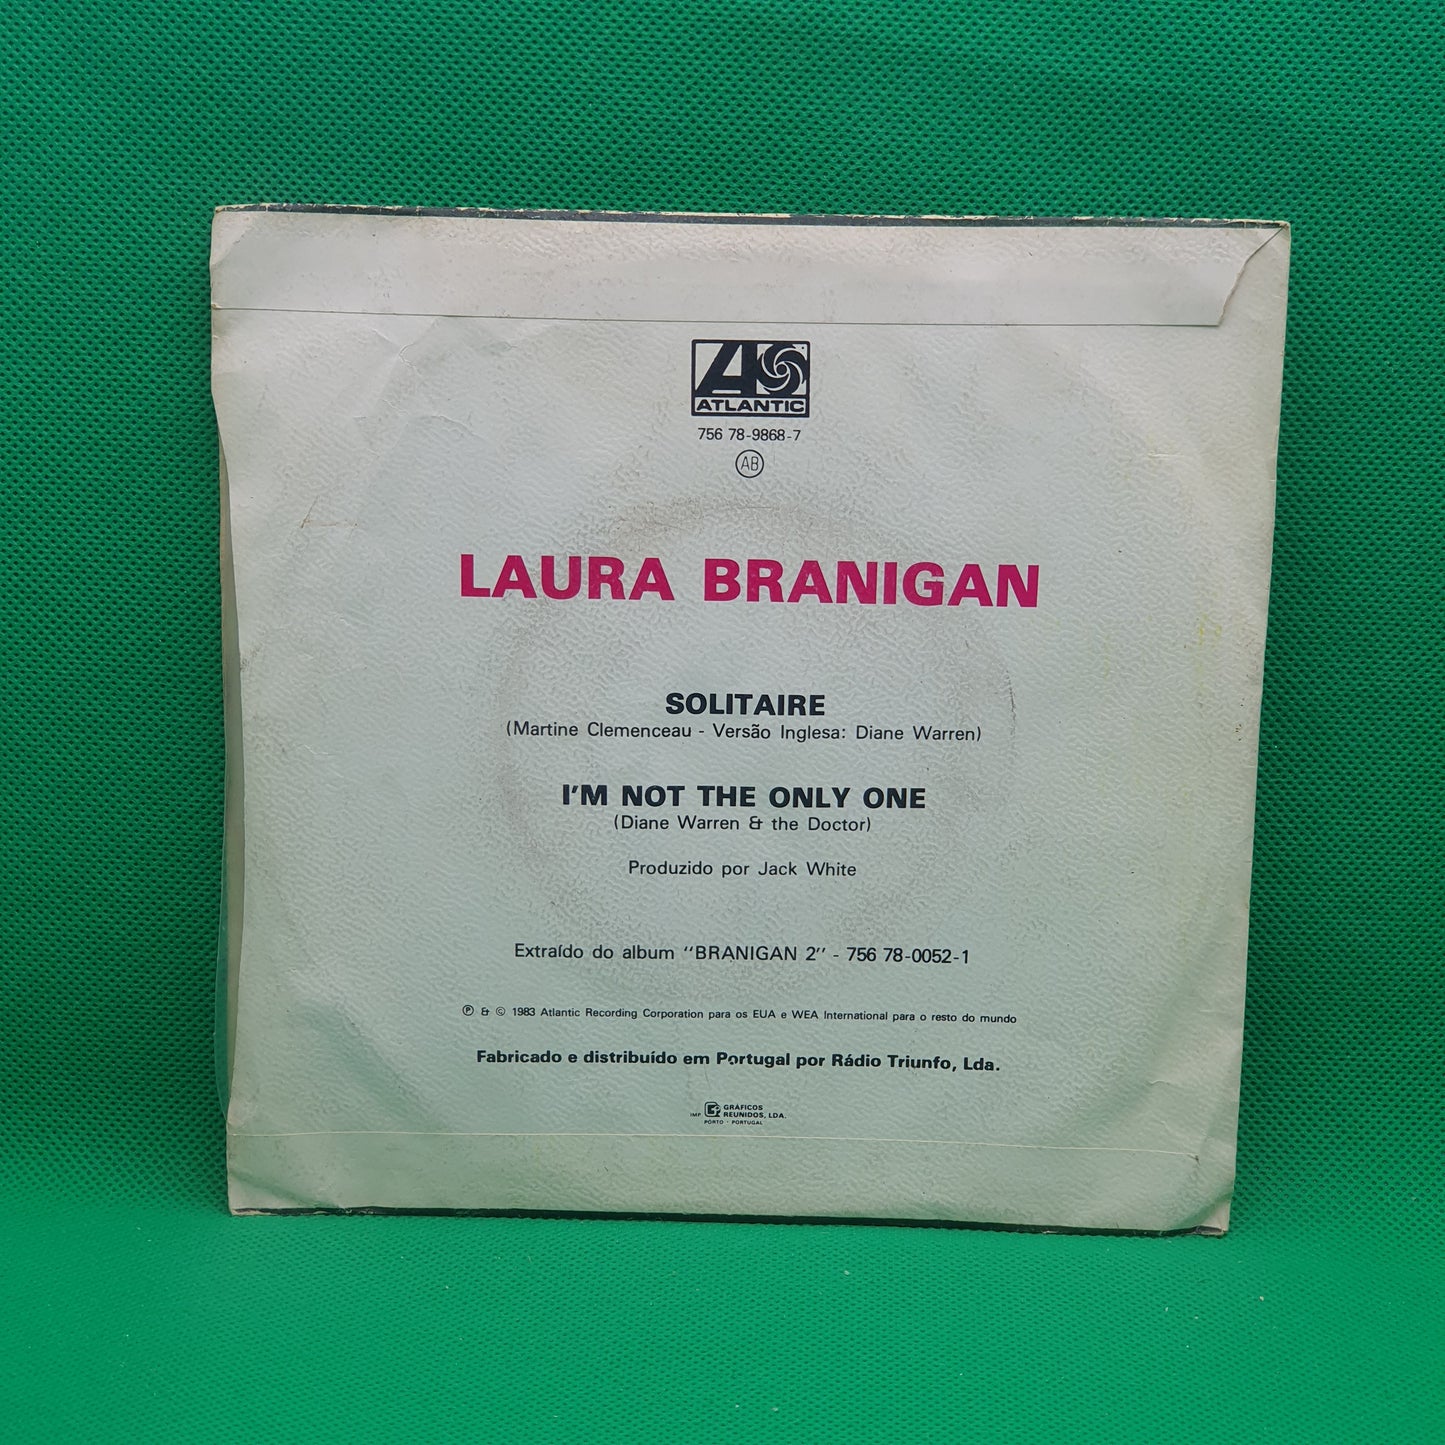 ATLANTIC
756 78-9868-7
AB
LAURA BRANIGAN
SOLITAIRE
(Martine Clemenceau - Versão Inglesa: Diane Warren)
I'M NOT THE ONLY ONE
(Diane Warren & the Doctor)
Produzido por Jack White
Extraído do album "BRANIGAN 2" - 756 78-0052-1
℗ & © 1983 Atlantic Recording Corporation para os EUA e WEA International para o resto do mundo
Fabricado e distribuído em Portugal por Rádio Triunfo, Lda.
IMP. GRÁFICOS
REUNIDOS, LDA.
PORTO - PORTUGAL